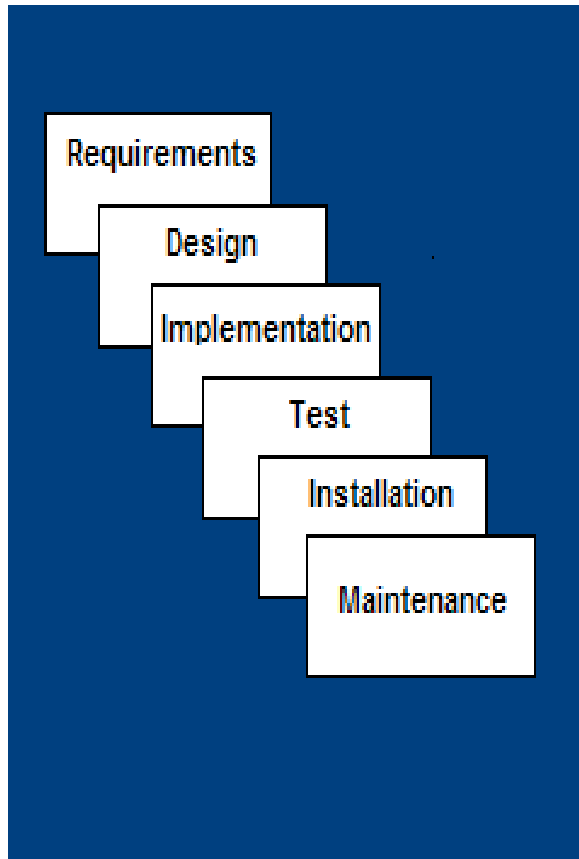 Requirements
Design
Implementation
Test
Installation
Maintenance